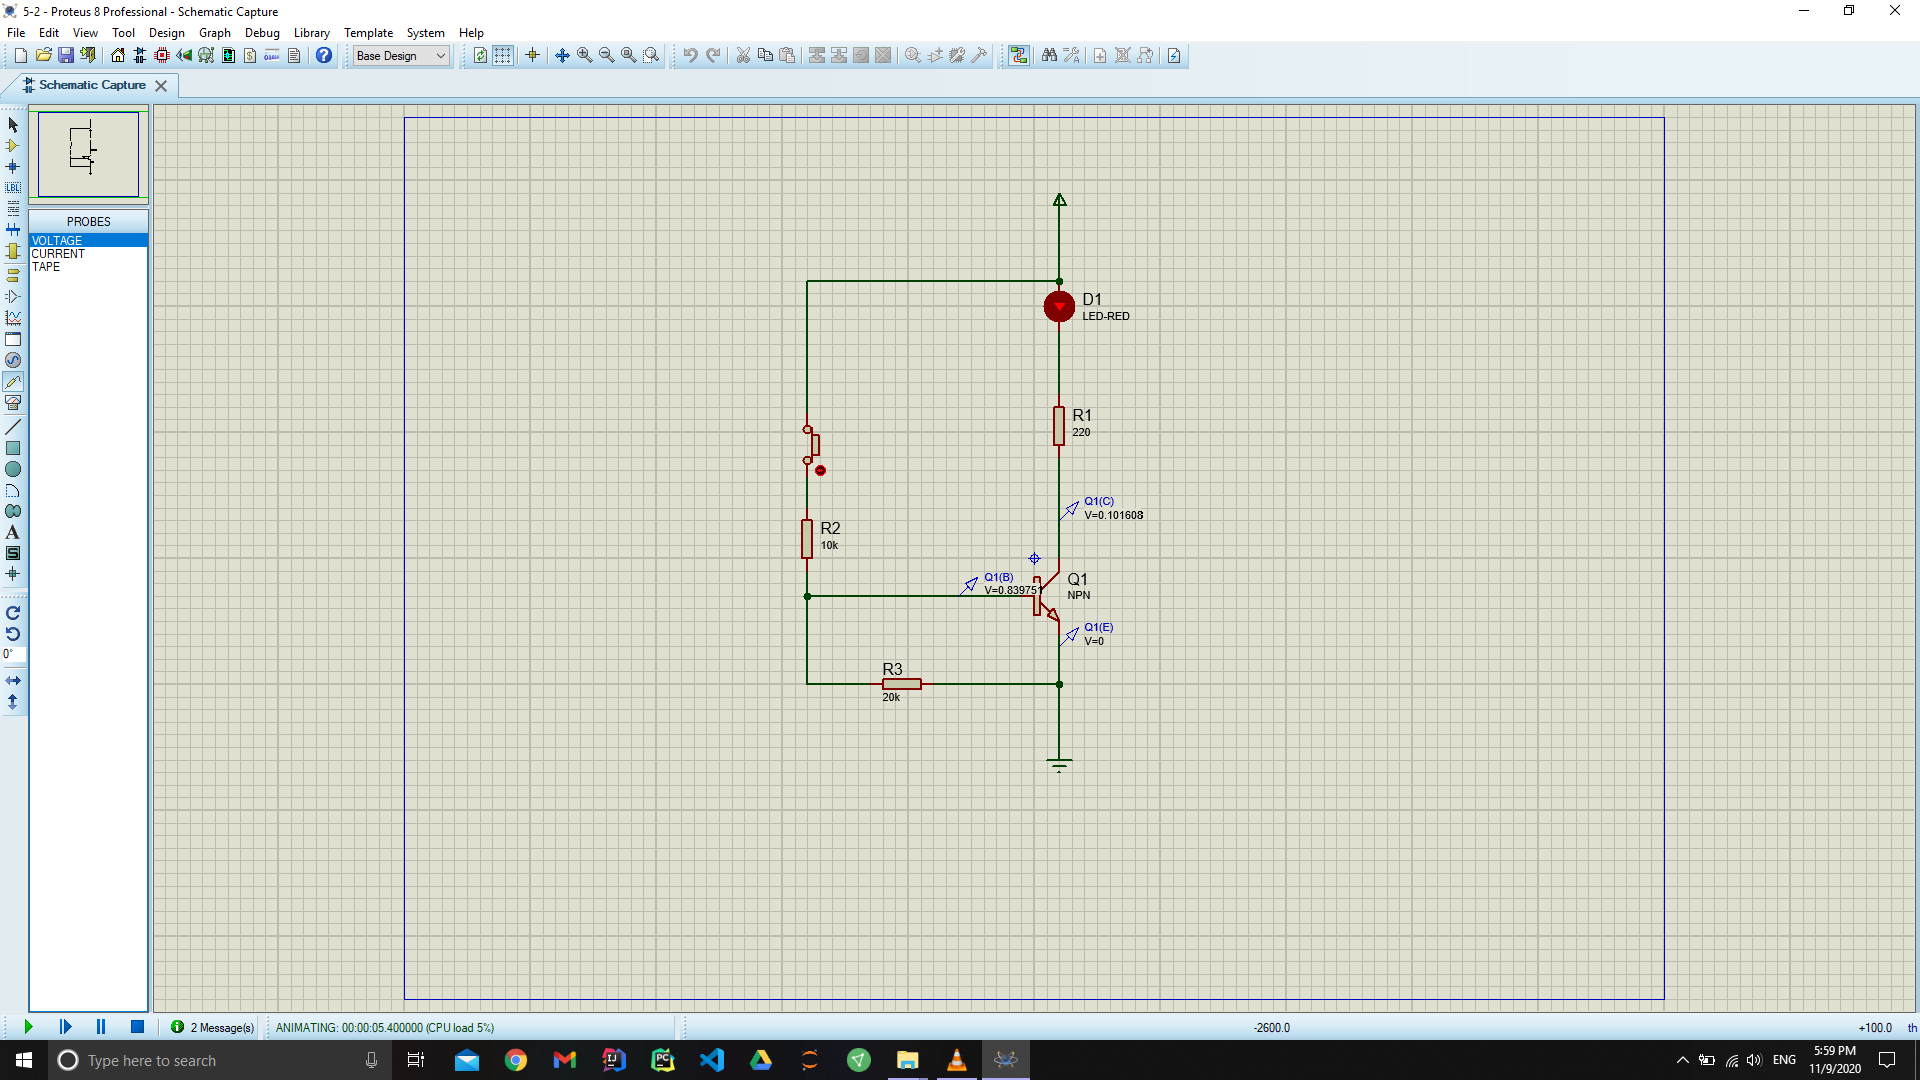 5-2 - Proteus 8 Professional - Schematic Capture
File Edit View Tool Design Graph Debug Library Template System Help
Base Design
Schematic Capture
LBL
PROBES
VOLTAGE
CURRENT
TAPE
A
S
0°
D1
LED-RED
R1
220
Q1(C)
V=0.101608
R2
10k
Q1(B)
V=0.839751
Q1
NPN
Q1(E)
V=0
R3
20k
2 Message(s)
ANIMATING: 00:00:05.400000 (CPU load 5%)
-2600.0
+100.0
th
Type here to search
IJ
PC
ENG
5:59 PM
11/9/2020